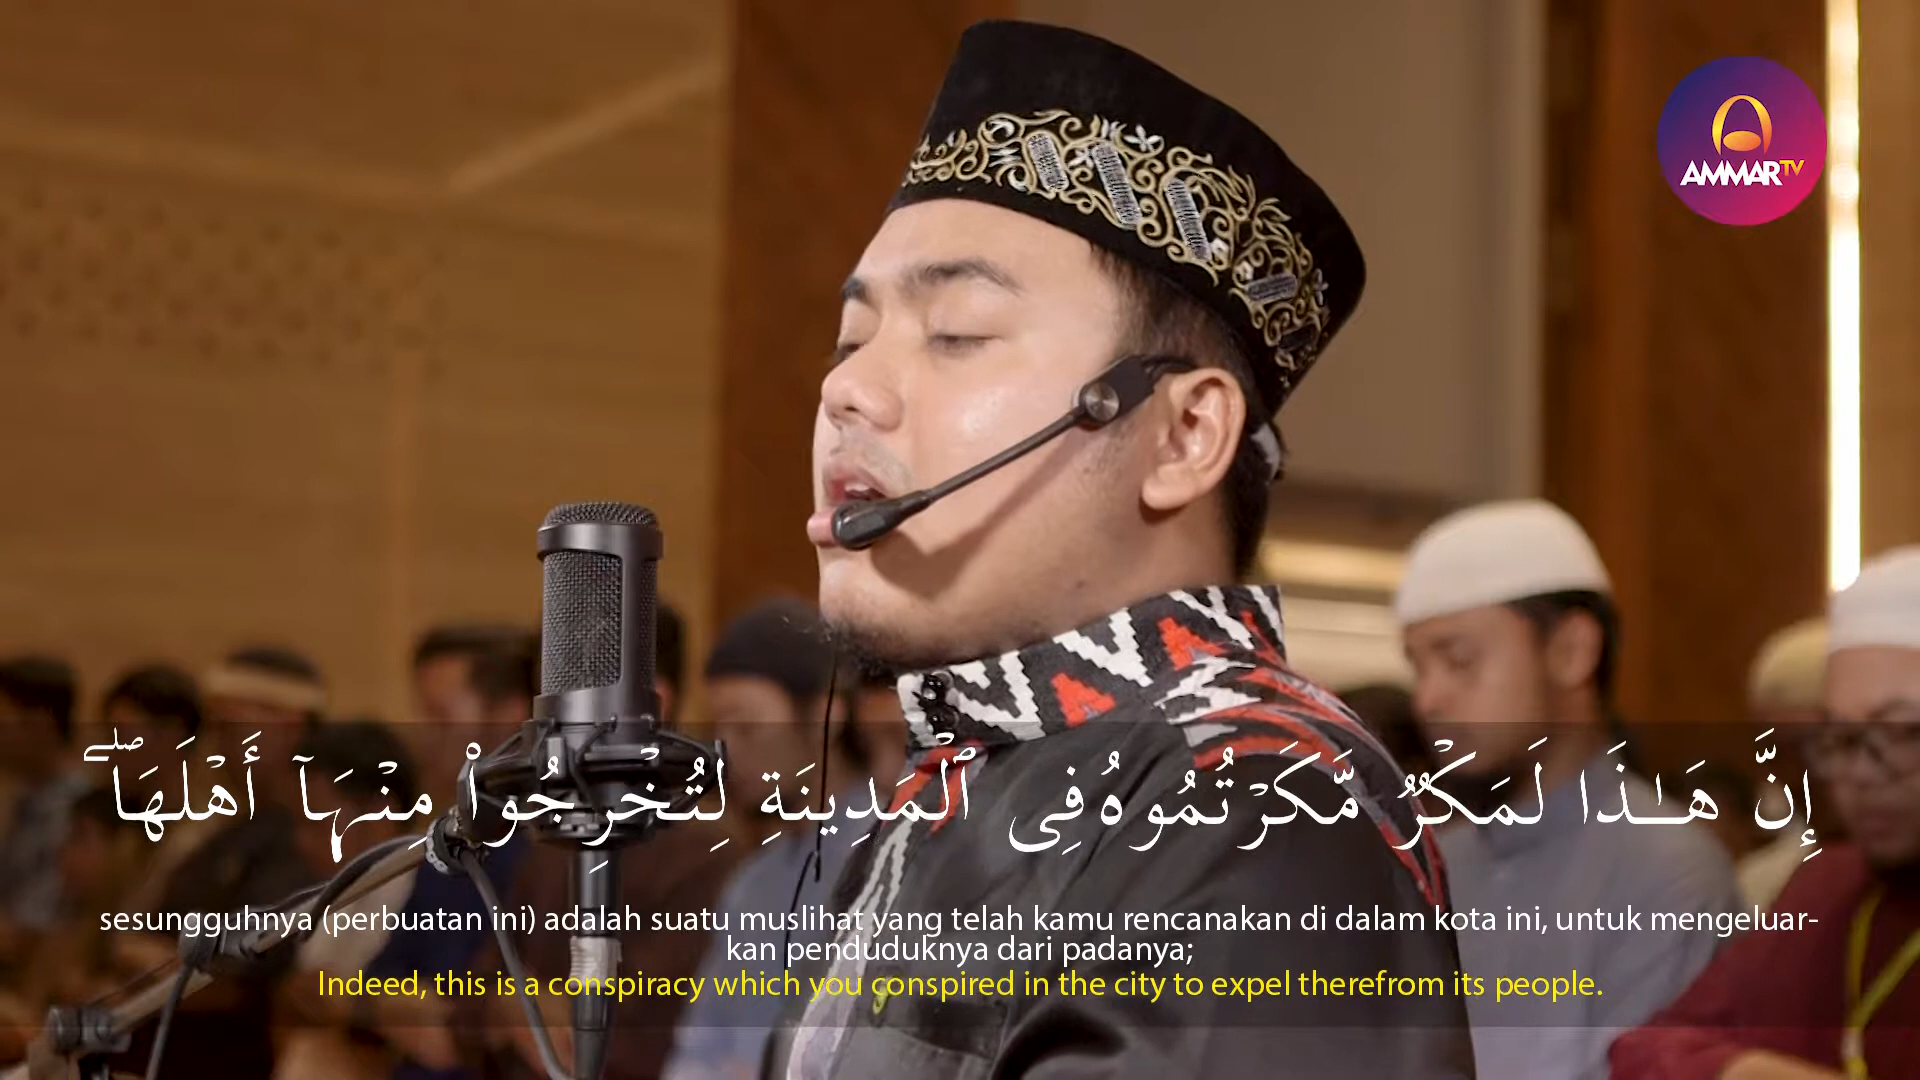 AMMARTV
إِنَّ هَـٰذَا لَمَكْرٌ مَّكَرْتُمُوهُ فِى ٱلْمَدِينَةِ لِتُخْرِجُوا۟ مِنْهَآ أَهْلَهَا ۖ
sesungguhnya (perbuatan ini) adalah suatu muslihat yang telah kamu rencanakan di dalam kota ini, untuk mengeluar-
kan penduduknya dari padanya;
Indeed, this is a conspiracy which you conspired in the city to expel therefrom its people.